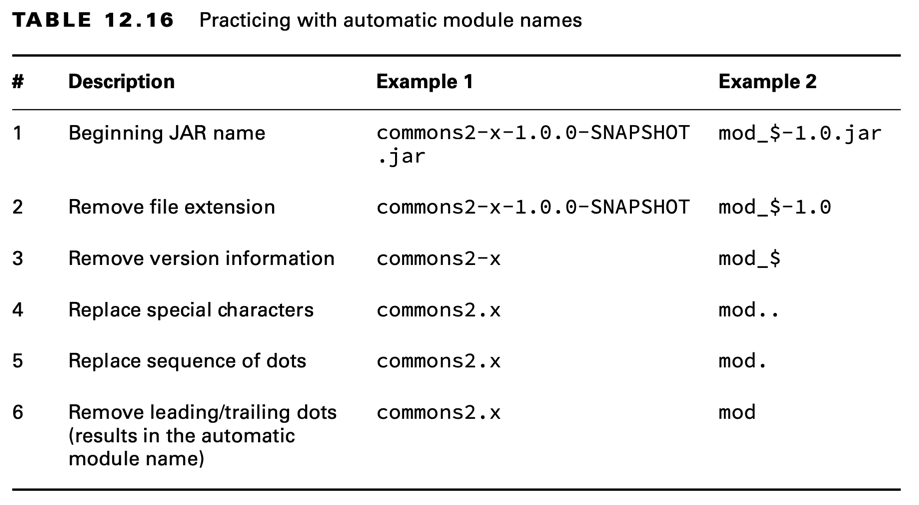 TABLE 12.16 Practicing with automatic module names
# Description Example 1 Example 2
1 Beginning JAR name commons2-x-1.0.0-SNAPSHOT mod_$-1.0.jar
.jar
2 Remove file extension commons2-x-1.0.0-SNAPSHOT mod_$-1.0
3 Remove version information commons2-x mod_$
4 Replace special characters commons2.x mod..
5 Replace sequence of dots commons2.x mod.
6 Remove leading/trailing dots commons2.x mod
(results in the automatic
module name)